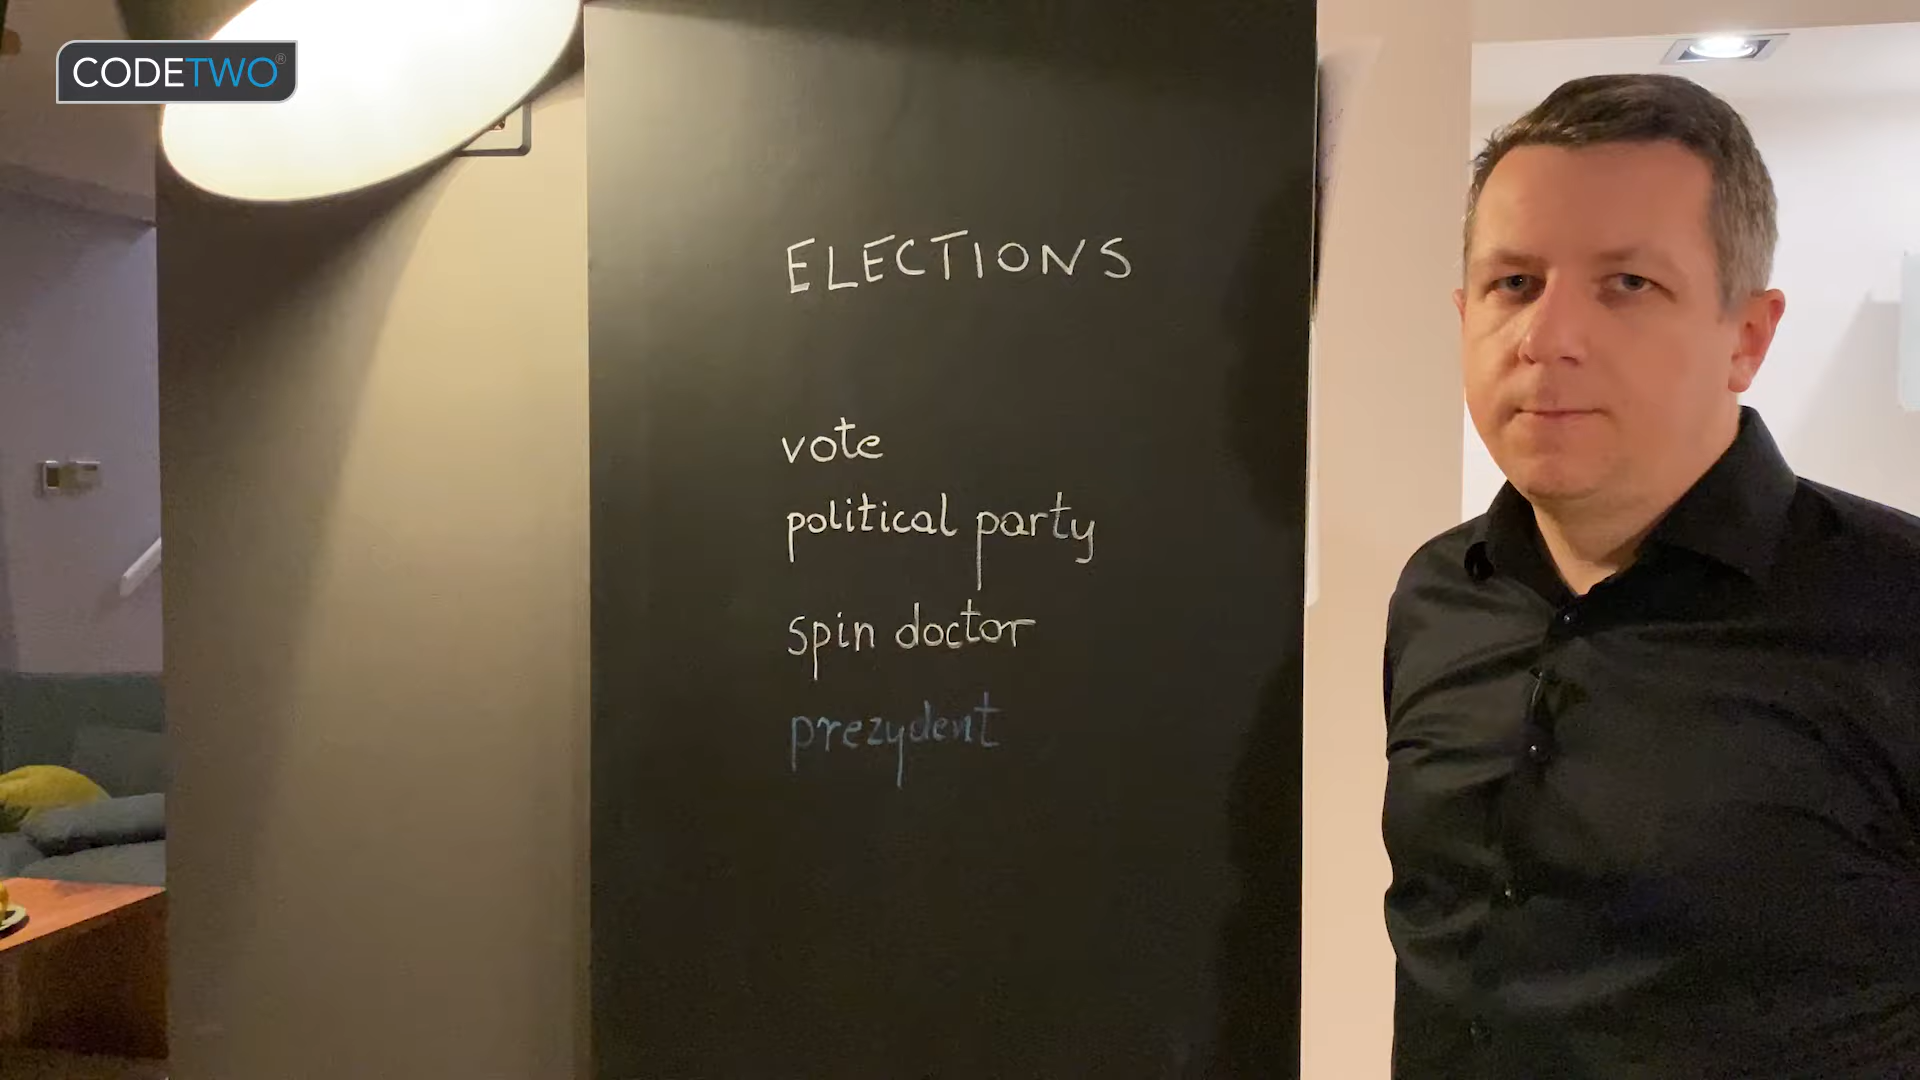 CODETWO®
ELECTIONS
vote
political party
spin doctor
prezydent